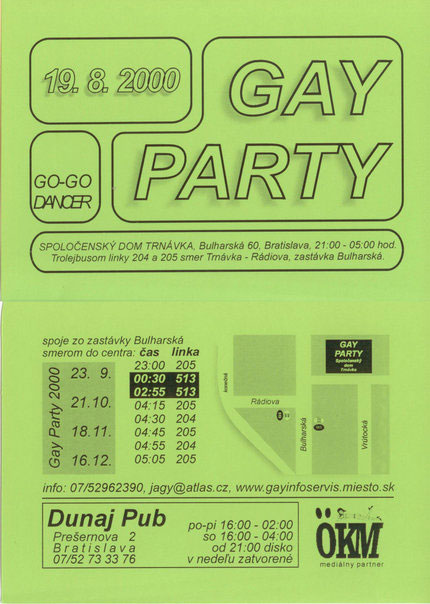 19. 8. 2000
GAY
PARTY
GO-GO
DANCER
SPOLOČENSKÝ DOM TRNÁVKA, Bulharská 60, Bratislava, 21:00 - 05:00 hod.
Trolejbusom linky 204 a 205 smer Trnávka - Rádiova, zastávka Bulharská.
spoje zo zastávky Bulharská
smerom do centra: čas linka
23:00 205
00:30 513
02:55 513
04:15 205
04:30 204
04:45 205
04:55 204
05:05 205
Gay Party 2000
23. 9.
21.10.
18.11.
16.12.
GAY
PARTY
Spoločenský
dom
Trnávka
konečná
Rádiova
Bulharská
Vrútocká
info: 07/52962390, jagy@atlas.cz, www.gayinfoservis.miesto.sk
Dunaj Pub
Prešernova 2
Bratislava
07/52 73 33 76
po-pi 16:00 - 02:00
so 16:00 - 04:00
od 21:00 disko
v nedeľu zatvorené
ÖKM
mediálny partner